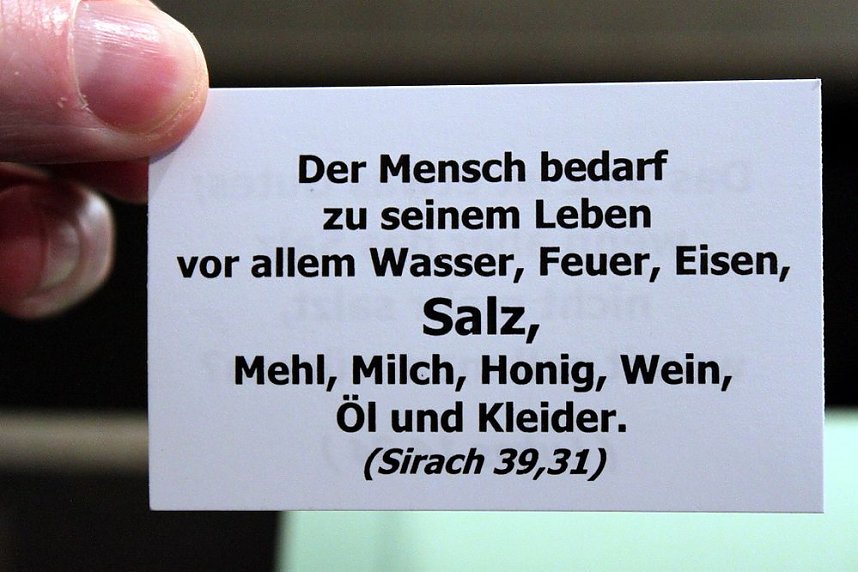 Der Mensch bedarf
zu seinem Leben
vor allem Wasser, Feuer, Eisen,
Salz,
Mehl, Milch, Honig, Wein,
Öl und Kleider.
(Sirach 39,31)